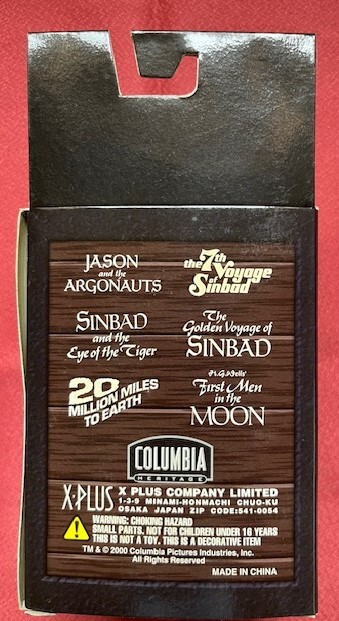 JASON
and the
ARGONAUTS
the 7th
Voyage
of
Sinbad
SINBAD
and the
Eye of the Tiger
The
Golden Voyage of
SINBAD
20
MILLION MILES
TO EARTH
H.G. Wells'
First Men
in the
MOON
COLUMBIA
HERITAGE
X-PLUS
X PLUS COMPANY LIMITED
1-3-9 MINAMI-HONMACHI CHUO-KU
OSAKA JAPAN ZIP CODE:541-0054
WARNING: CHOKING HAZARD
SMALL PARTS, NOT FOR CHILDREN UNDER 16 YEARS
THIS IS NOT A TOY. THIS IS A DECORATIVE ITEM
TM & © 2000 Columbia Pictures Industries, Inc.
All Rights Reserved
MADE IN CHINA